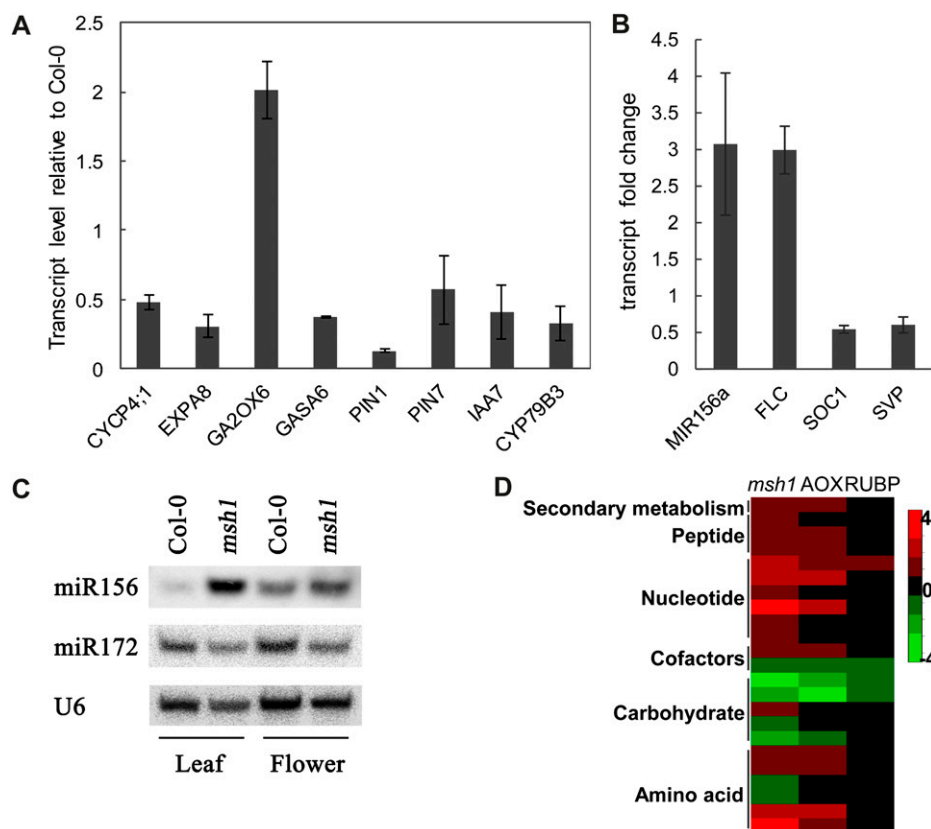 A
Transcript level relative to Col-0
2.5
2
1.5
1
0.5
0
CYCP4;1
EXPA8
GA2OX6
GASA6
PIN1
PIN7
IAA7
CYP79B3
B
transcript fold change
4.5
4
3.5
3
2.5
2
1.5
1
0.5
0
MIR156a
FLC
SOC1
SVP
C
Col-0
msh1
Col-0
msh1
miR156
miR172
U6
Leaf
Flower
D
msh1 AOX RUBP
Secondary metabolism
Peptide
Nucleotide
Cofactors
Carbohydrate
Amino acid
4
0
-4